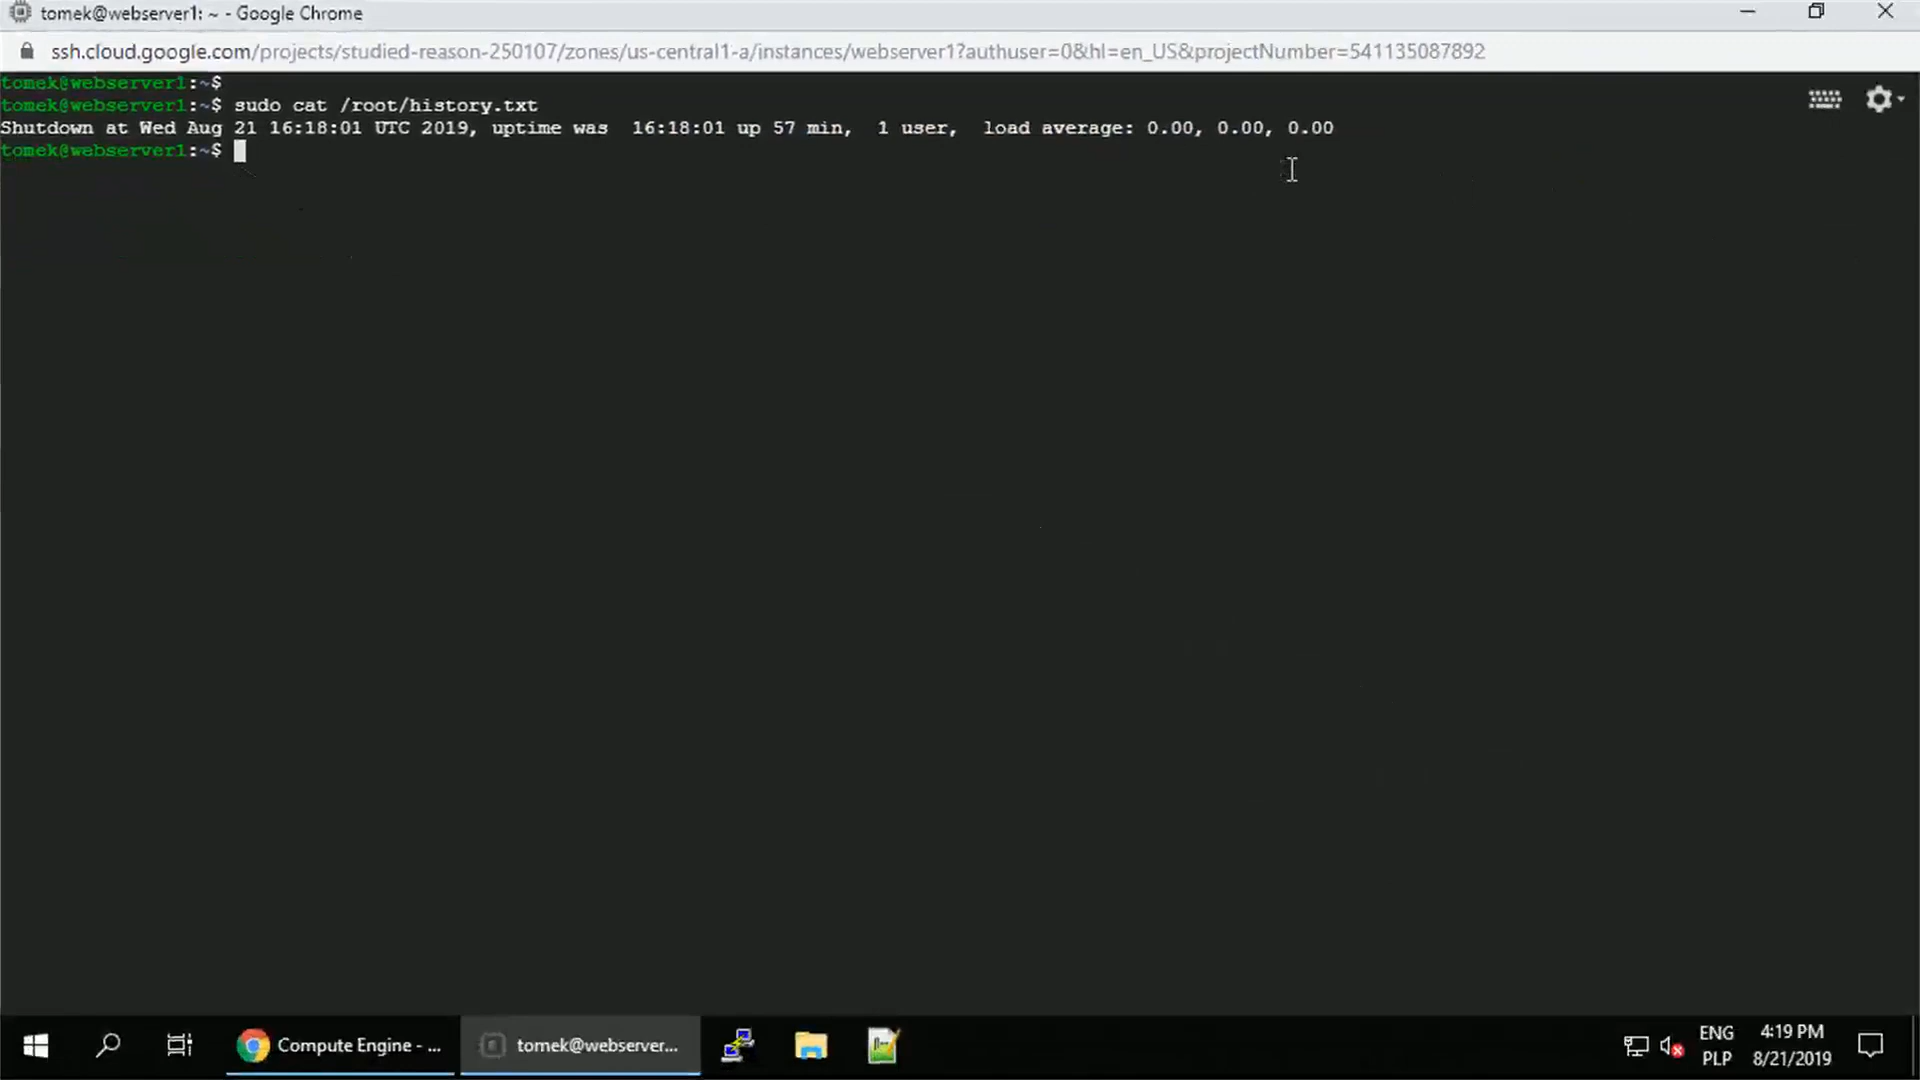 tomek@webserver1: ~ - Google Chrome
ssh.cloud.google.com/projects/studied-reason-250107/zones/us-central1-a/instances/webserver1?authuser=0&hl=en_US&projectNumber=541135087892
tomek@webserver1:~$
tomek@webserver1:~$ sudo cat /root/history.txt
Shutdown at Wed Aug 21 16:18:01 UTC 2019, uptime was  16:18:01 up 57 min,  1 user,  load average: 0.00, 0.00, 0.00
tomek@webserver1:~$
Compute Engine - ...
tomek@webserver...
ENG
PLP
4:19 PM
8/21/2019